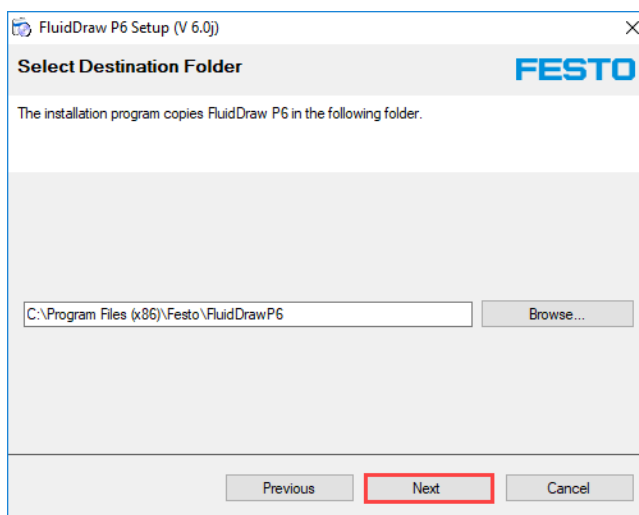 FluidDraw P6 Setup (V 6.0j)
Select Destination Folder
FESTO
The installation program copies FluidDraw P6 in the following folder.
C:\Program Files (x86)\Festo\FluidDrawP6
Browse...
Previous
Next
Cancel